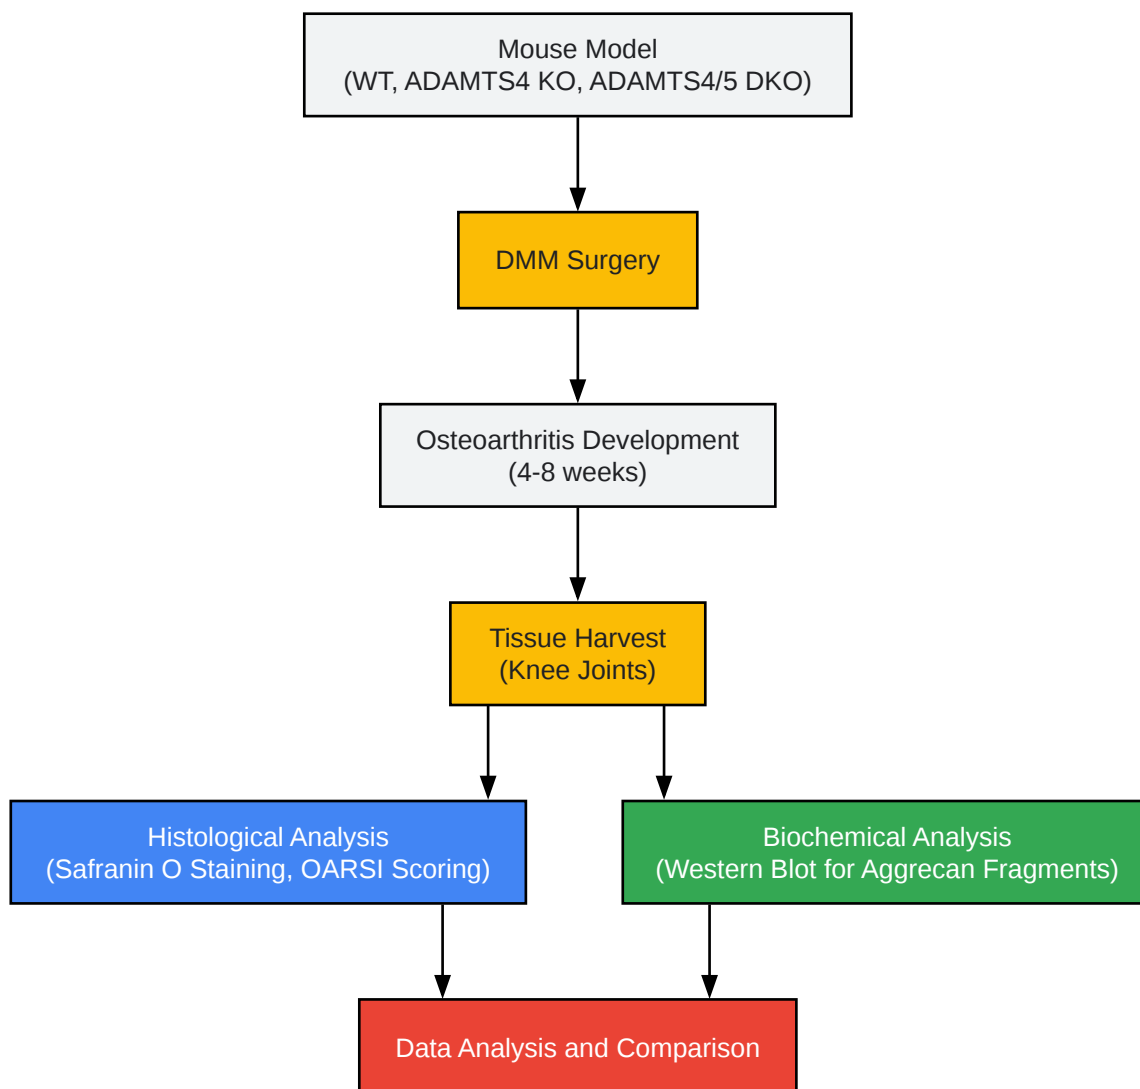 Mouse Model
(WT, ADAMTS4 KO, ADAMTS4/5 DKO)
DMM Surgery
Osteoarthritis Development
(4-8 weeks)
Tissue Harvest
(Knee Joints)
Histological Analysis
(Safranin O Staining, OARSI Scoring)
Biochemical Analysis
(Western Blot for Aggrecan Fragments)
Data Analysis and Comparison